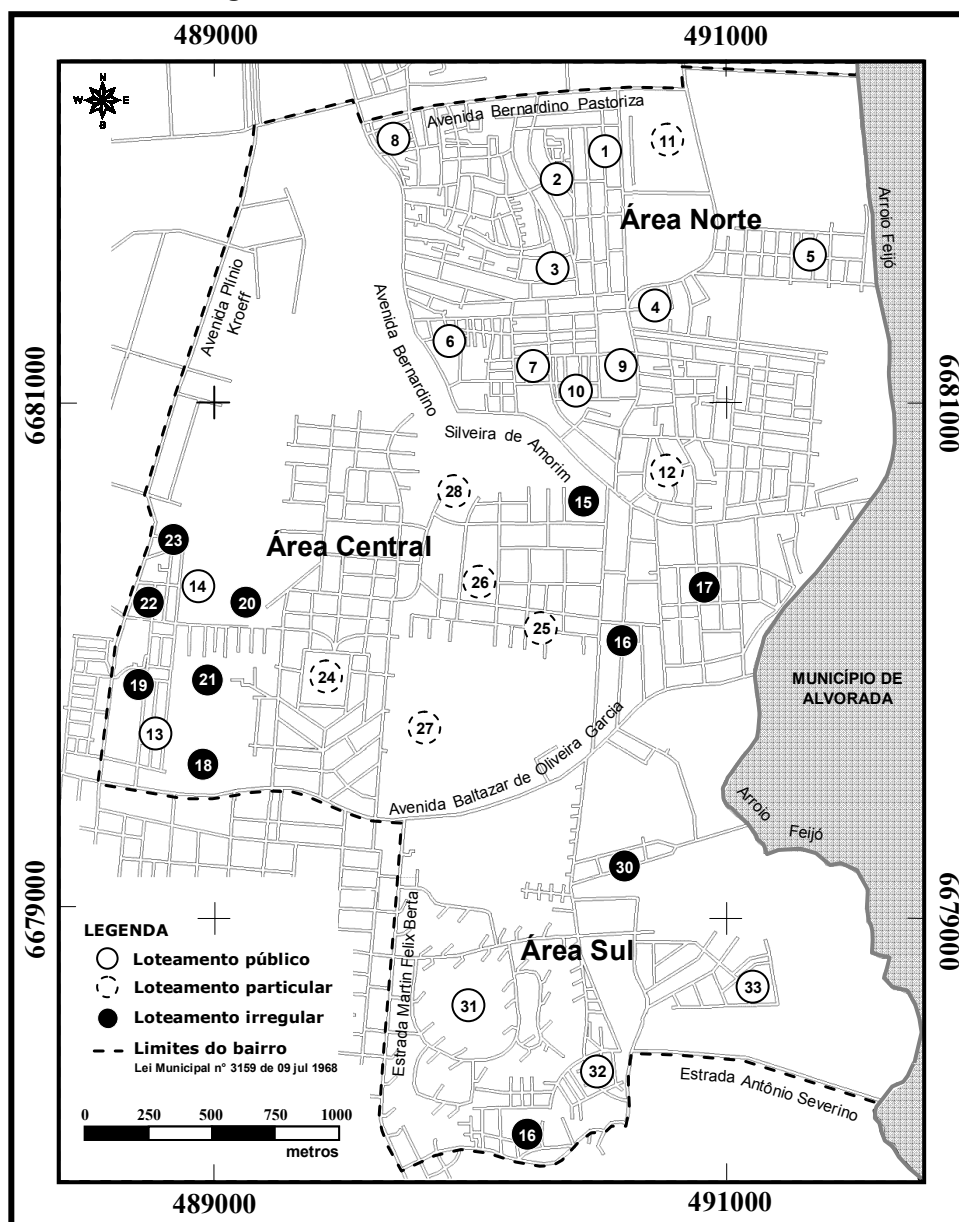 489000
491000
N
W
E
Avenida Bernardino Pastoriza
8
1
11
2
Área Norte
Arroio Feijó
5
3
Avenida Plínio
Kroeff
4
Avenida Bernardino
6
7
9
10
6681000
6681000
Silveira de Amorim
12
28
15
23
Área Central
14
26
17
22
20
25
16
19
21
24
MUNICÍPIO DE
ALVORADA
13
27
18
Avenida Baltazar de Oliveira Garcia
Arroio
Feijó
30
6679000
6679000
LEGENDA
Loteamento público
Loteamento particular
Loteamento irregular
Limites do bairro
Lei Municipal nº 3159 de 09 jul 1968
Estrada Martin Felix Berta
Área Sul
33
31
32
Estrada Antônio Severino
0 250 500 750 1000
metros
16
489000
491000